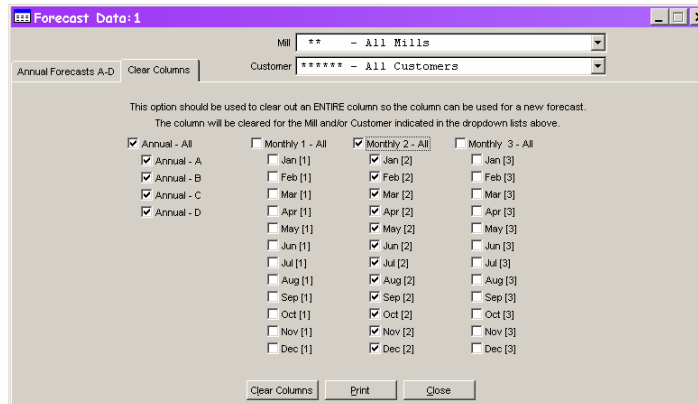 Forecast Data:1
Mill ** - All Mills
Annual Forecasts A-D Clear Columns Customer ****** - All Customers
This option should be used to clear out an ENTIRE column so the column can be used for a new forecast.
The column will be cleared for the Mill and/or Customer indicated in the dropdown lists above.
Annual - All Monthly 1 - All Monthly 2 - All Monthly 3 - All
Annual - A Jan [1] Jan [2] Jan [3]
Annual - B Feb [1] Feb [2] Feb [3]
Annual - C Mar [1] Mar [2] Mar [3]
Annual - D Apr [1] Apr [2] Apr [3]
May [1] May [2] May [3]
Jun [1] Jun [2] Jun [3]
Jul [1] Jul [2] Jul [3]
Aug [1] Aug [2] Aug [3]
Sep [1] Sep [2] Sep [3]
Oct [1] Oct [2] Oct [3]
Nov [1] Nov [2] Nov [3]
Dec [1] Dec [2] Dec [3]
Clear Columns Print Close